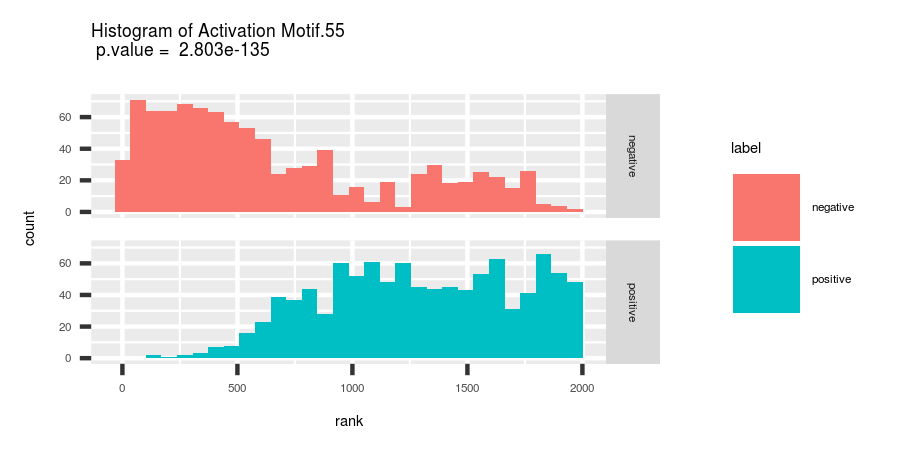 Histogram of Activation Motif.55
p.value = 2.803e-135
count
60
40
20
0
negative
60
40
20
0
positive
0 500 1000 1500 2000
rank
label
negative
positive